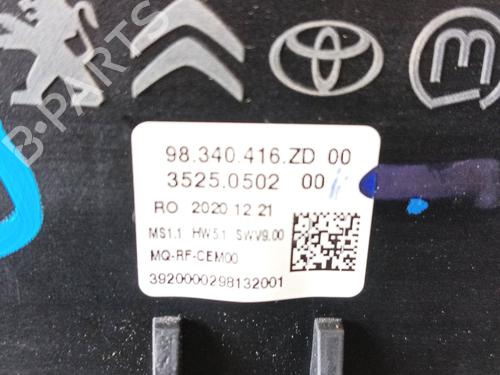 B-PARTS
98.340.416.ZD 00
3525.0502 00
RO 2020.12.21
MS1.1 HW5.1 SWV9.00
MQ-RF-CEM00
3920000298132001